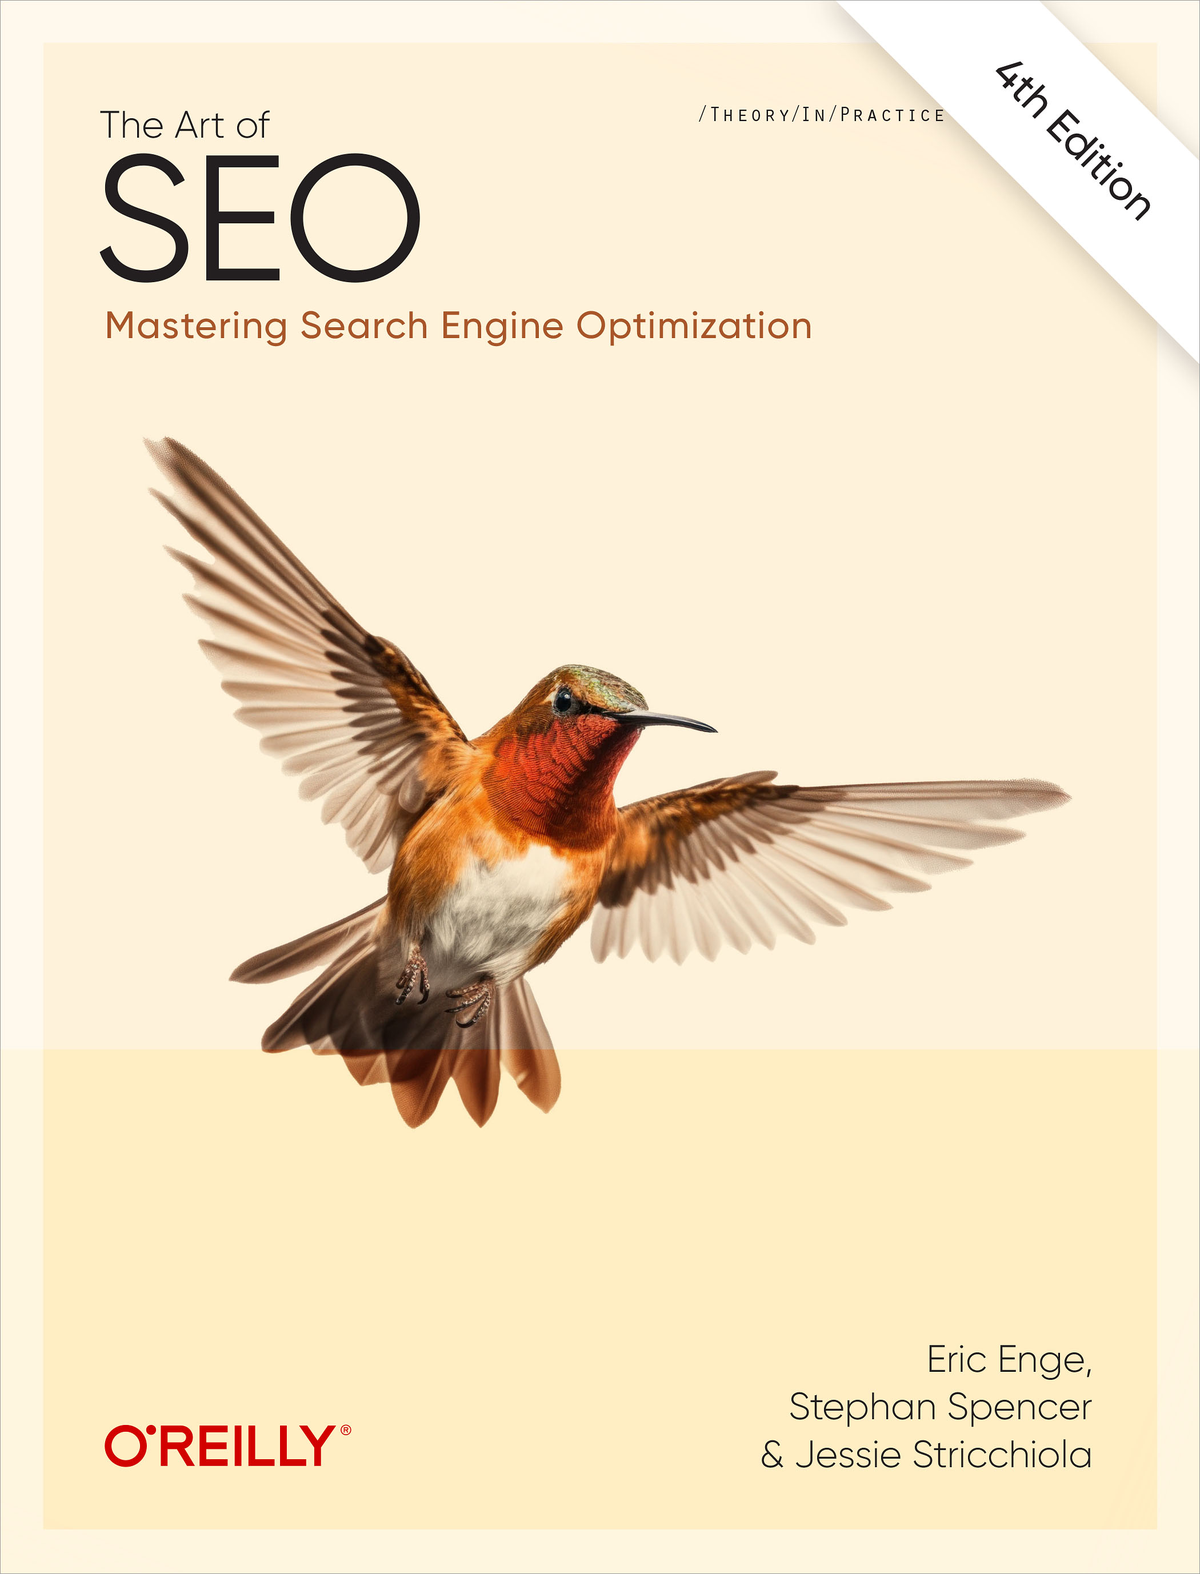 The Art of
SEO
Mastering Search Engine Optimization
/THEORY/IN/PRACTICE
4th Edition
Eric Enge,
Stephan Spencer
& Jessie Stricchiola
O'REILLY®